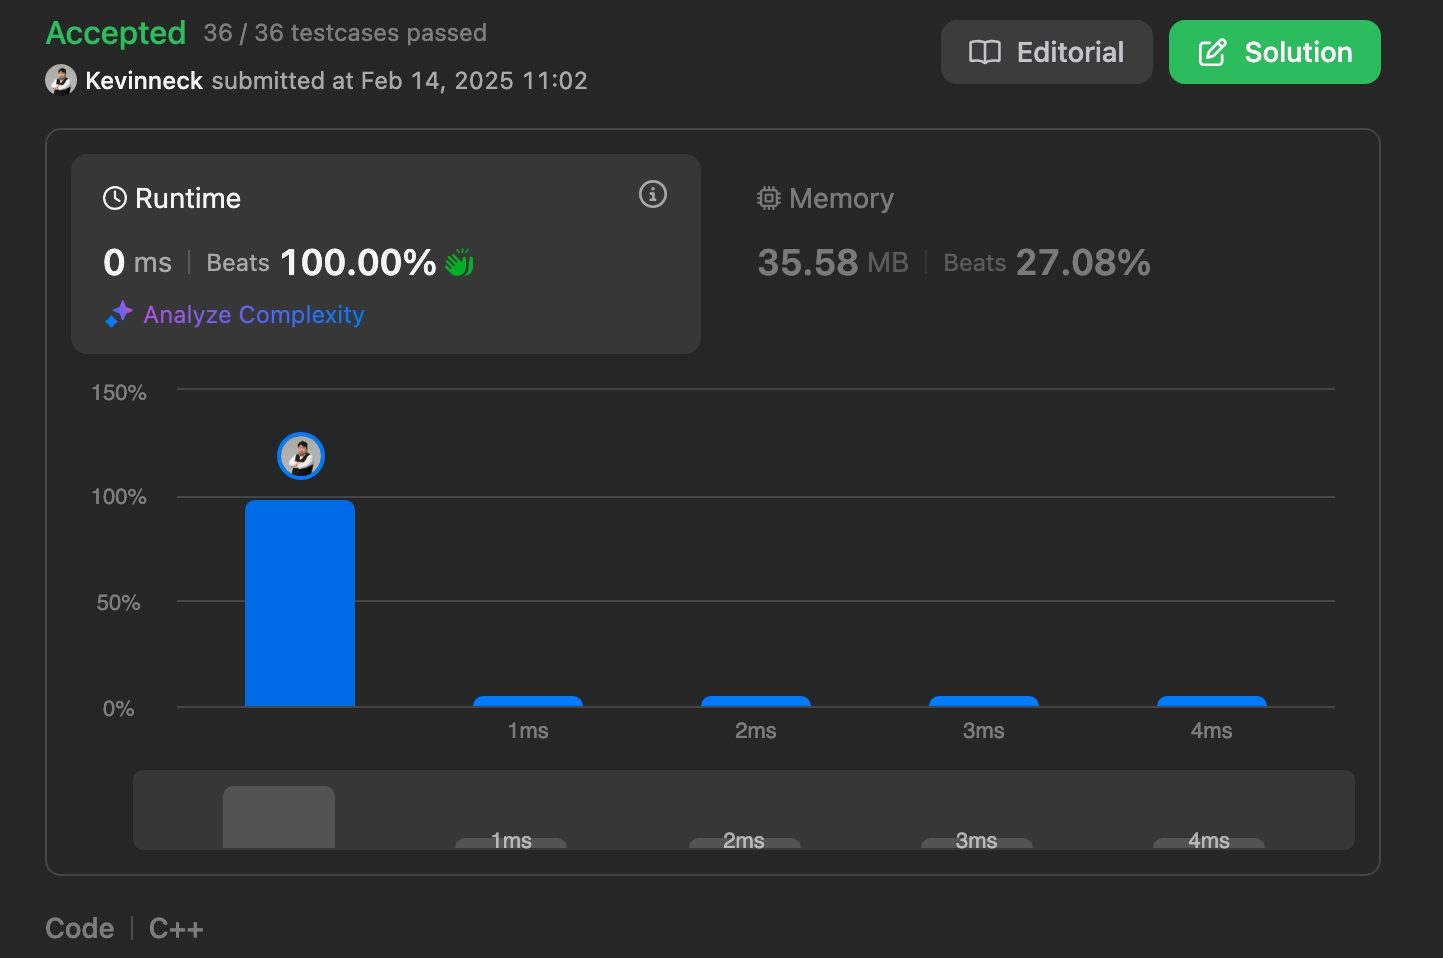 Accepted 36 / 36 testcases passed
Kevinneck submitted at Feb 14, 2025 11:02
Editorial
Solution
Runtime
0 ms Beats 100.00%
Analyze Complexity
Memory
35.58 MB Beats 27.08%
150%
100%
50%
0%
1ms 2ms 3ms 4ms
1ms 2ms 3ms 4ms
Code C++